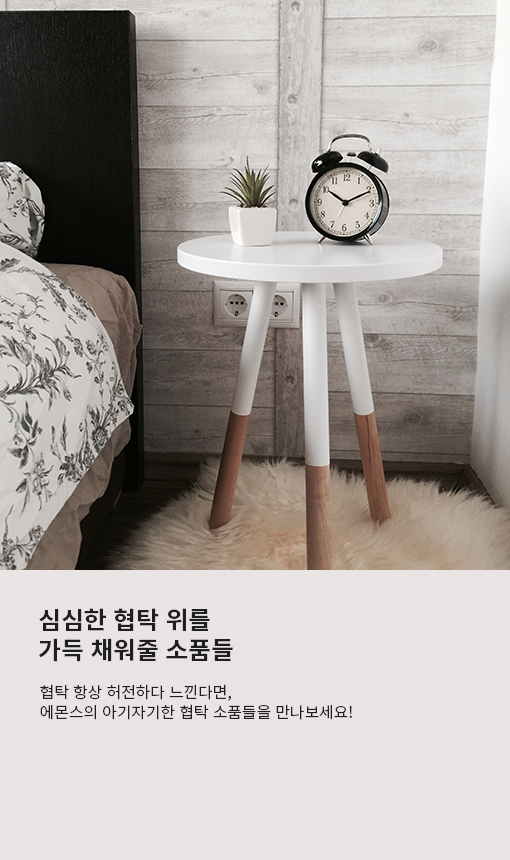 심심한 협탁 위를
가득 채워줄 소품들
협탁 항상 허전하다 느낀다면,
에몬스의 아기자기한 협탁 소품들을 만나보세요!